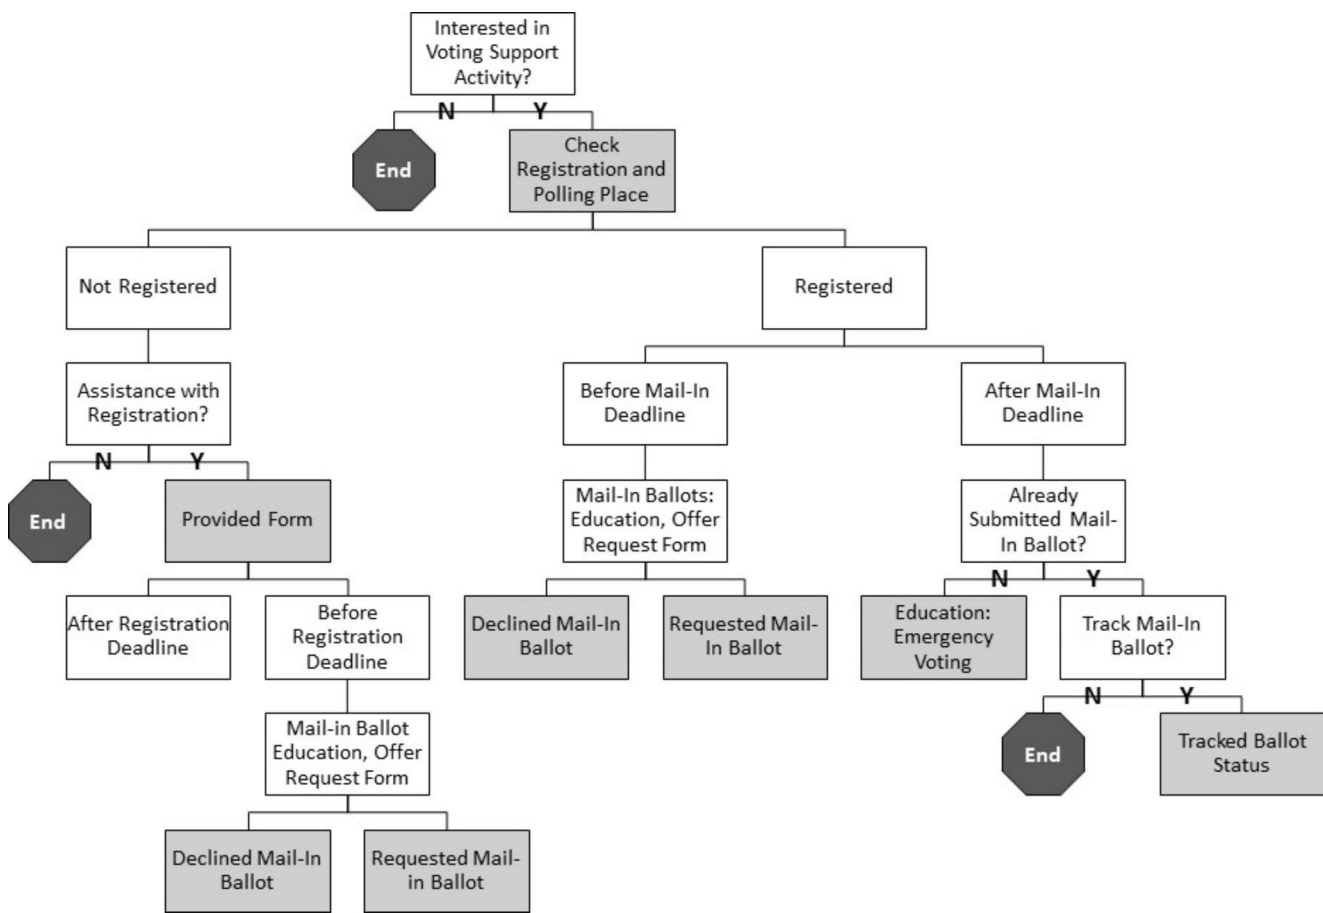 Interested in
Voting Support
Activity?
N
Y
End
Check
Registration and
Polling Place
Not Registered
Registered
Assistance with
Registration?
Before Mail-In
Deadline
After Mail-In
Deadline
N
Y
End
Provided Form
Mail-In Ballots:
Education, Offer
Request Form
Already
Submitted Mail-
In Ballot?
N
Y
After Registration
Deadline
Before
Registration
Deadline
Declined Mail-In
Ballot
Requested Mail-
In Ballot
Education:
Emergency
Voting
Track Mail-In
Ballot?
N
Y
Mail-in Ballot
Education, Offer
Request Form
End
Tracked Ballot
Status
Declined Mail-In
Ballot
Requested Mail-
in Ballot